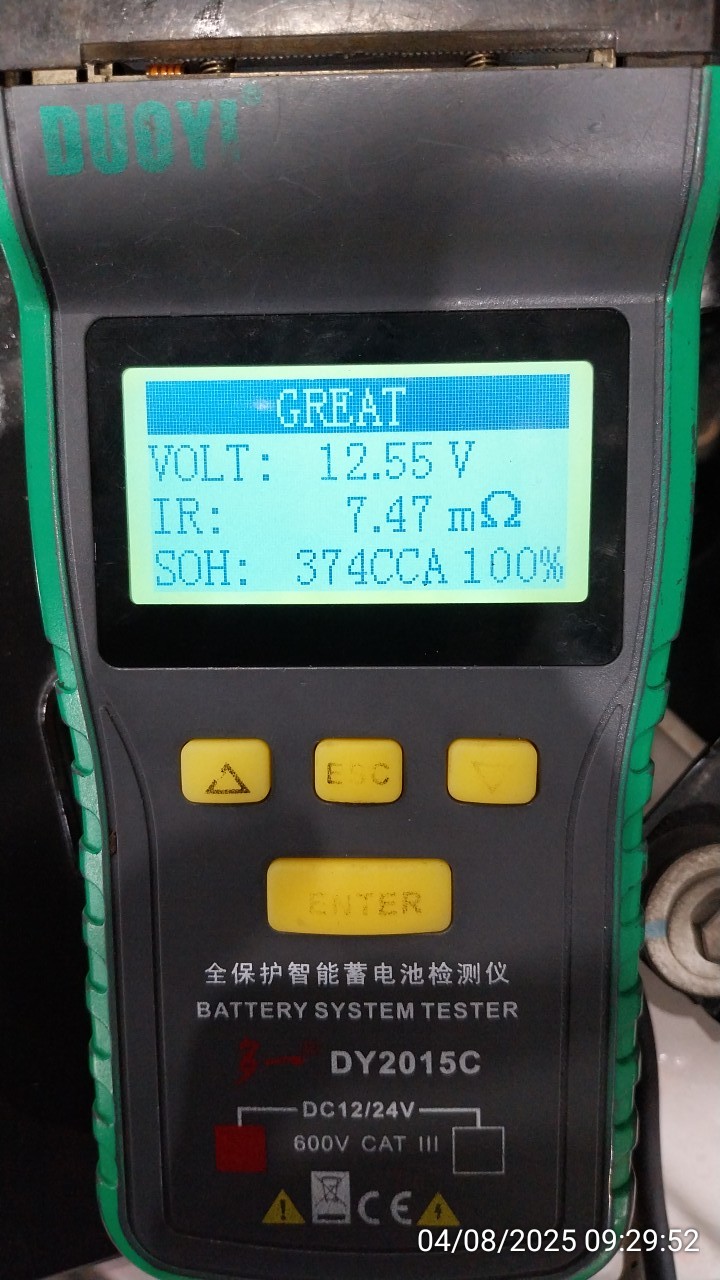 DUOYI
GREAT
VOLT: 12.55 V
IR: 7.47 mΩ
SOH: 374CCA 100%
ESC
ENTER
全保护智能蓄电池检测仪
BATTERY SYSTEM TESTER
DY2015C
DC12/24V
600V CAT III
CE
04/08/2025 09:29:52